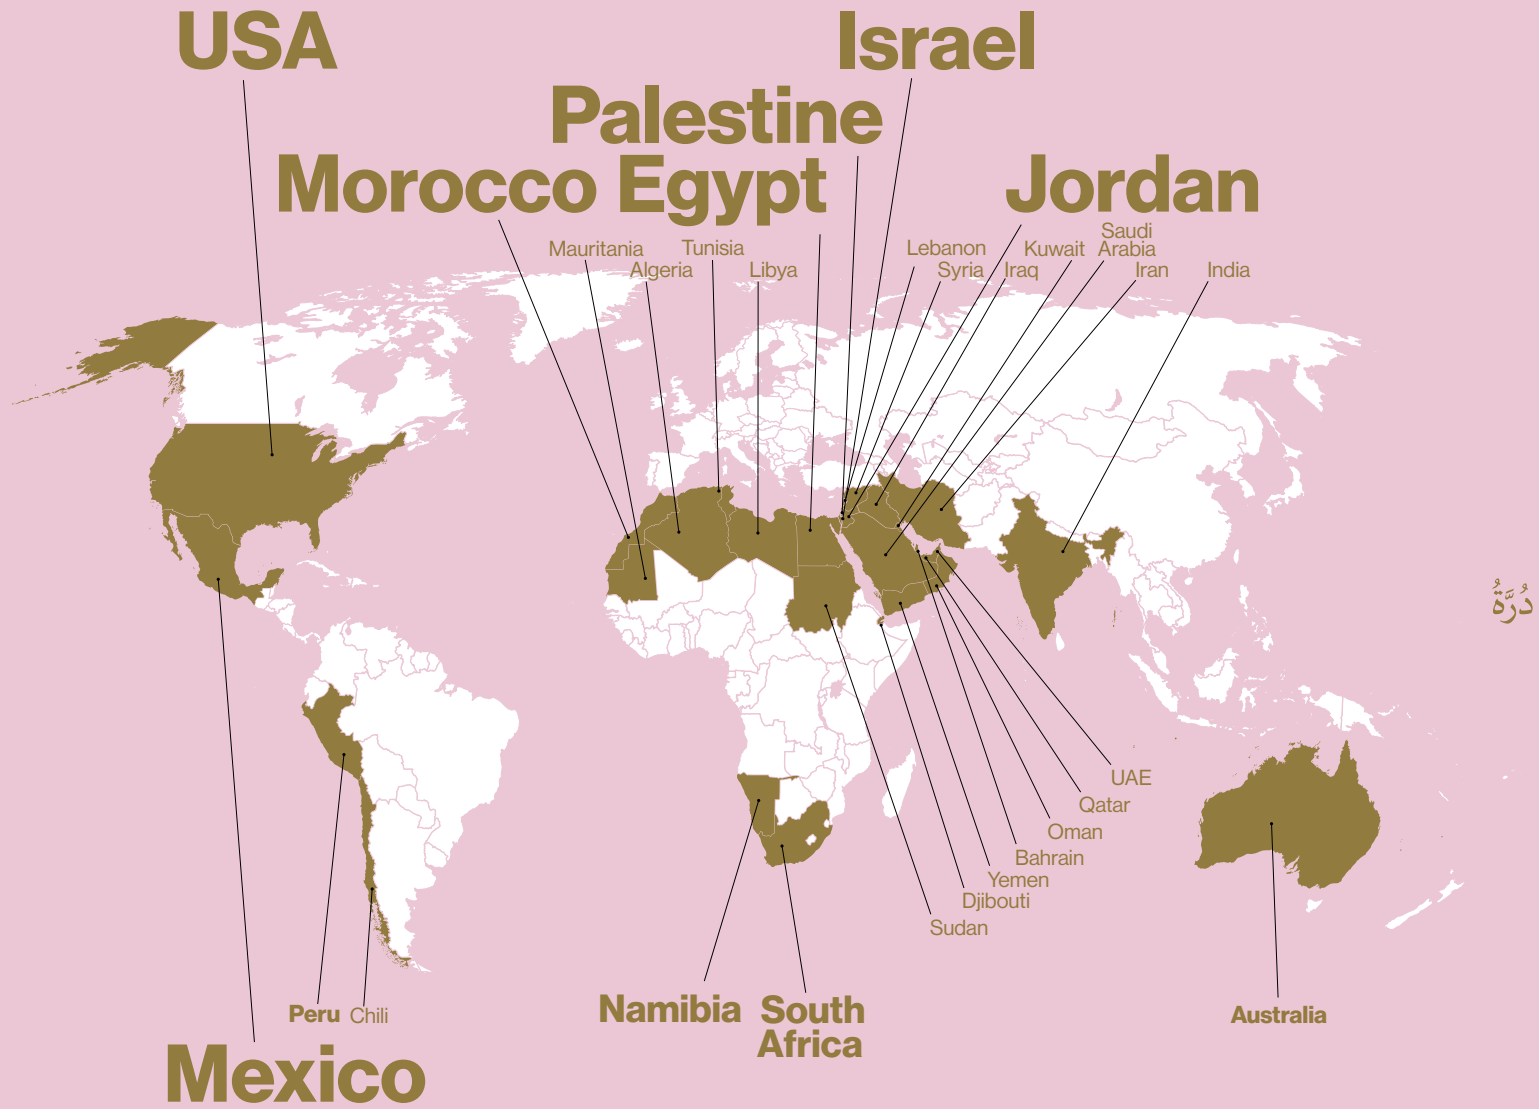 USA
Israel
Palestine
Morocco
Egypt
Jordan
Mauritania
Tunisia
Algeria
Libya
Lebanon
Syria
Kuwait
Iraq
Saudi
Arabia
Iran
India
دُرَّةُ
UAE
Qatar
Oman
Bahrain
Yemen
Djibouti
Sudan
Peru
Chili
Namibia
South
Africa
Australia
Mexico